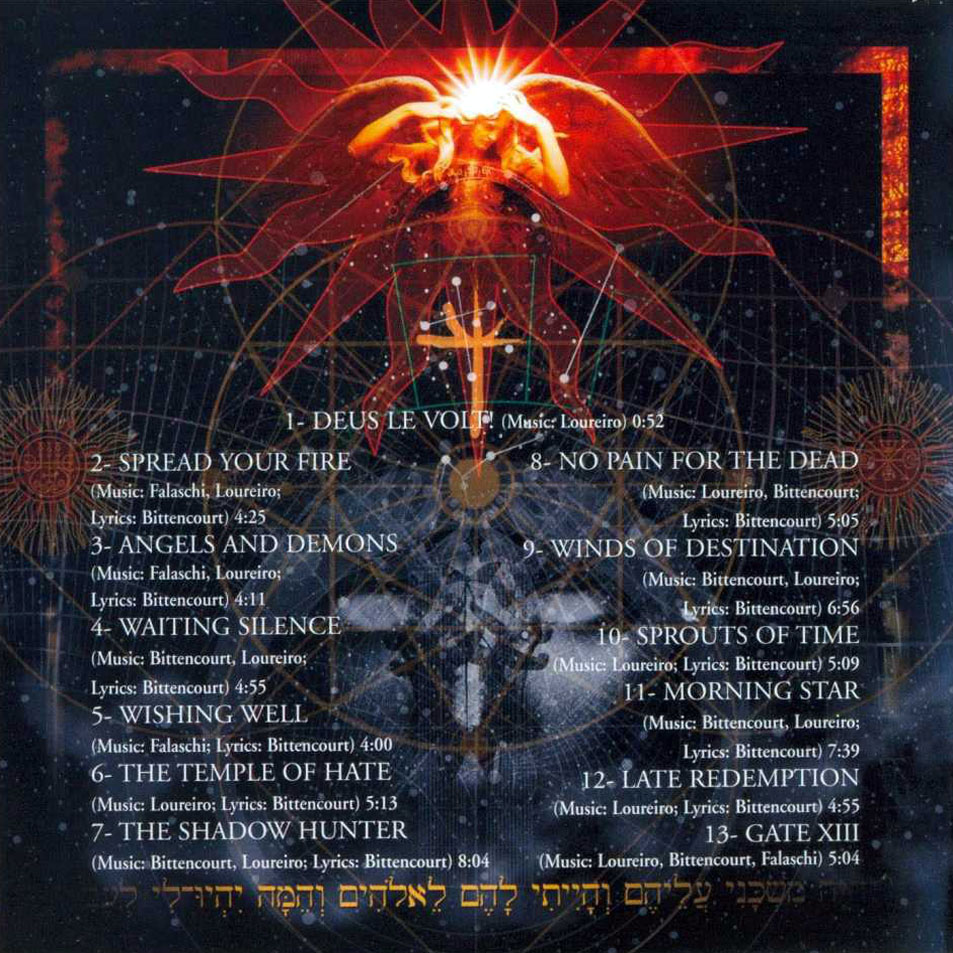 1- DEUS LE VOLT! (Music: Loureiro) 0:52
2- SPREAD YOUR FIRE
(Music: Falaschi, Loureiro;
Lyrics: Bittencourt) 4:25
3- ANGELS AND DEMONS
(Music: Falaschi, Loureiro;
Lyrics: Bittencourt) 4:11
4- WAITING SILENCE
(Music: Bittencourt, Loureiro;
Lyrics: Bittencourt) 4:55
5- WISHING WELL
(Music: Falaschi; Lyrics: Bittencourt) 4:00
6- THE TEMPLE OF HATE
(Music: Loureiro; Lyrics: Bittencourt) 5:13
7- THE SHADOW HUNTER
(Music: Bittencourt, Loureiro; Lyrics: Bittencourt) 8:04
8- NO PAIN FOR THE DEAD
(Music: Loureiro, Bittencourt;
Lyrics: Bittencourt) 5:05
9- WINDS OF DESTINATION
(Music: Bittencourt, Loureiro;
Lyrics: Bittencourt) 6:56
10- SPROUTS OF TIME
(Music: Loureiro; Lyrics: Bittencourt) 5:09
11- MORNING STAR
(Music: Bittencourt, Loureiro;
Lyrics: Bittencourt) 7:39
12- LATE REDEMPTION
(Music: Loureiro; Lyrics: Bittencourt) 4:55
13- GATE XIII
(Music: Loureiro, Bittencourt, Falaschi) 5:04
מִשְׁכָּנִי עֲלֵיהֶם וְהָיִיתִי לָהֶם לֵאלֹהִים וְהֵמָּה יִהְיוּ־לִי